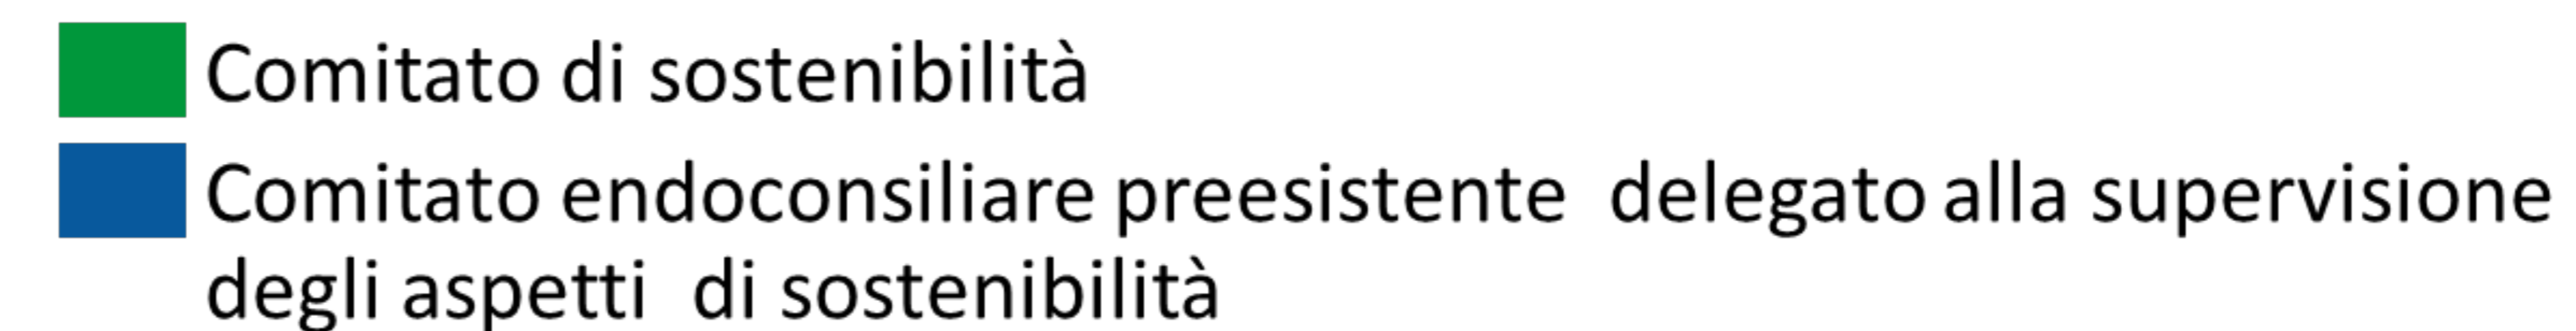 Comitato di sostenibilità
Comitato endoconsiliare preesistente delegato alla supervisione
degli aspetti di sostenibilità